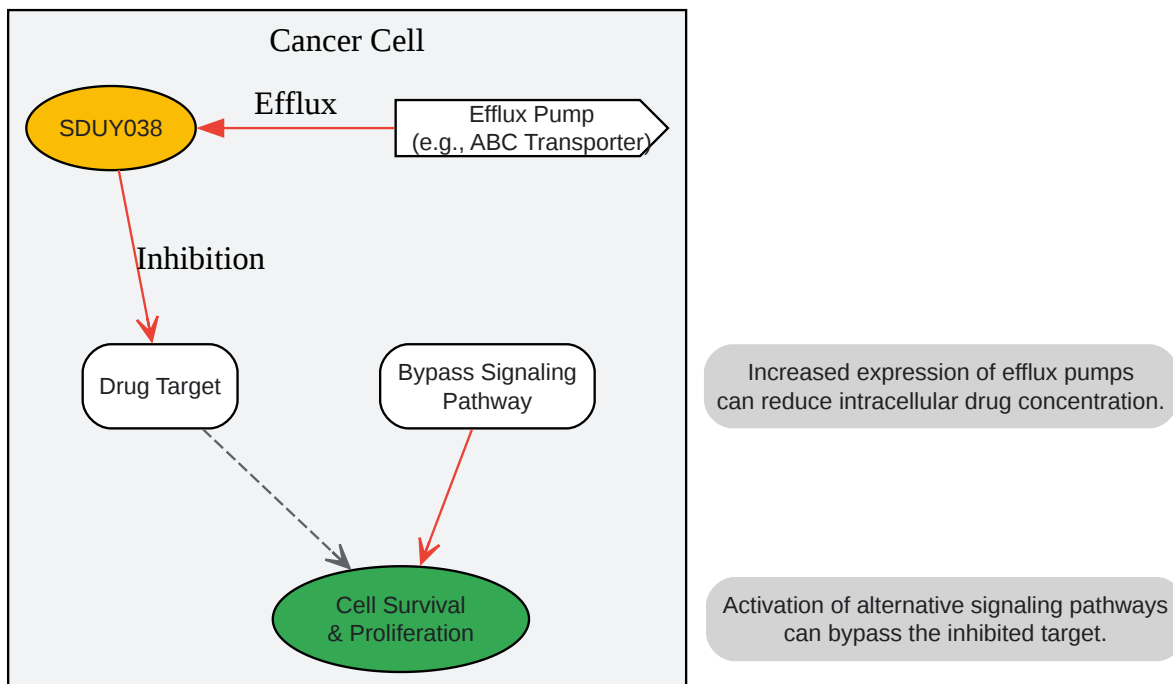 Cancer Cell
Efflux
SDUY038
Efflux Pump
(e.g., ABC Transporter)
Inhibition
Drug Target
Bypass Signaling
Pathway
Increased expression of efflux pumps
can reduce intracellular drug concentration.
Cell Survival
& Proliferation
Activation of alternative signaling pathways
can bypass the inhibited target.